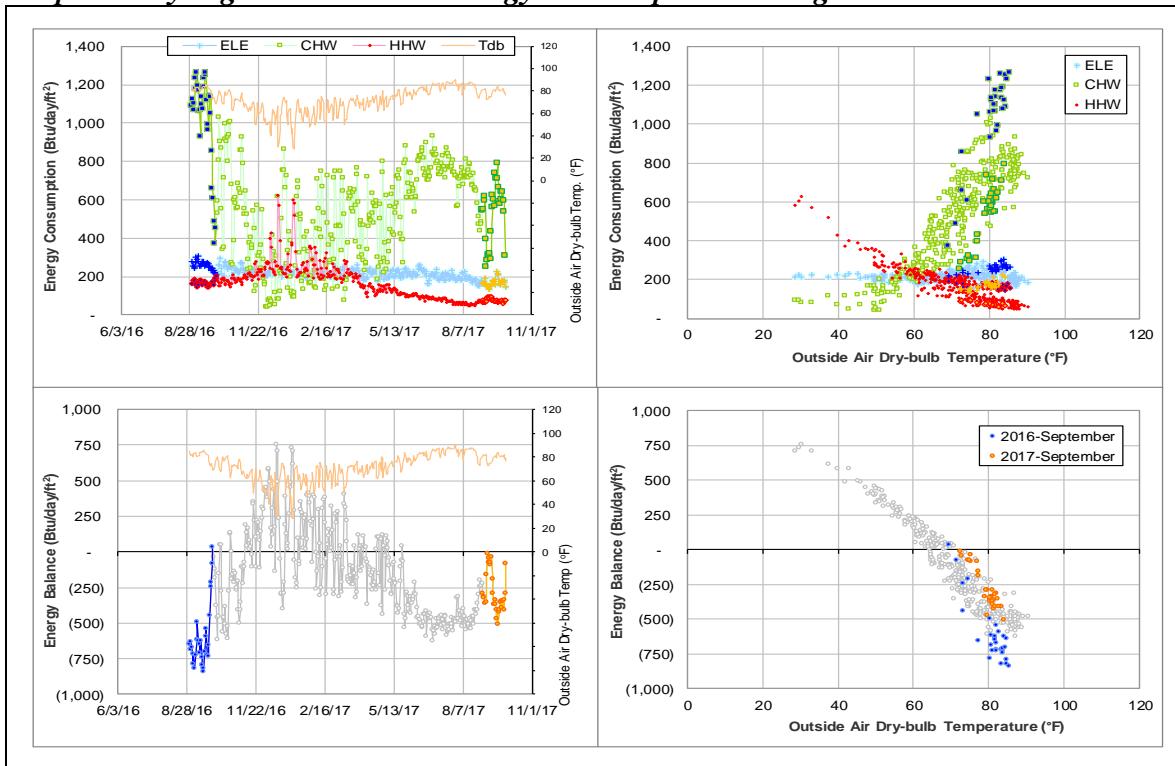 ELE CHW HHW Tdb
1,400
1,200
1,000
800
600
400
200
-
Energy Consumption (Btu/day/ft²)
120
100
80
60
40
20
0
Outside Air Dry-bulb Temp. (°F)
6/3/16 8/28/16 11/22/16 2/16/17 5/13/17 8/7/17 11/1/17
1,400
1,200
1,000
800
600
400
200
-
Energy Consumption (Btu/day/ft²)
ELE
CHW
HHW
0 20 40 60 80 100 120
Outside Air Dry-bulb Temperature (°F)
1,000
750
500
250
-
(250)
(500)
(750)
(1,000)
Energy Balance (Btu/day/ft²)
120
100
80
60
40
20
0
Outside Air Dry-bulb Temp (°F)
6/3/16 8/28/16 11/22/16 2/16/17 5/13/17 8/7/17 11/1/17
1,000
750
500
250
-
(250)
(500)
(750)
(1,000)
Energy Balance (Btu/day/ft²)
2016-September
2017-September
0 20 40 60 80 100 120
Outside Air Dry-bulb Temperature (°F)